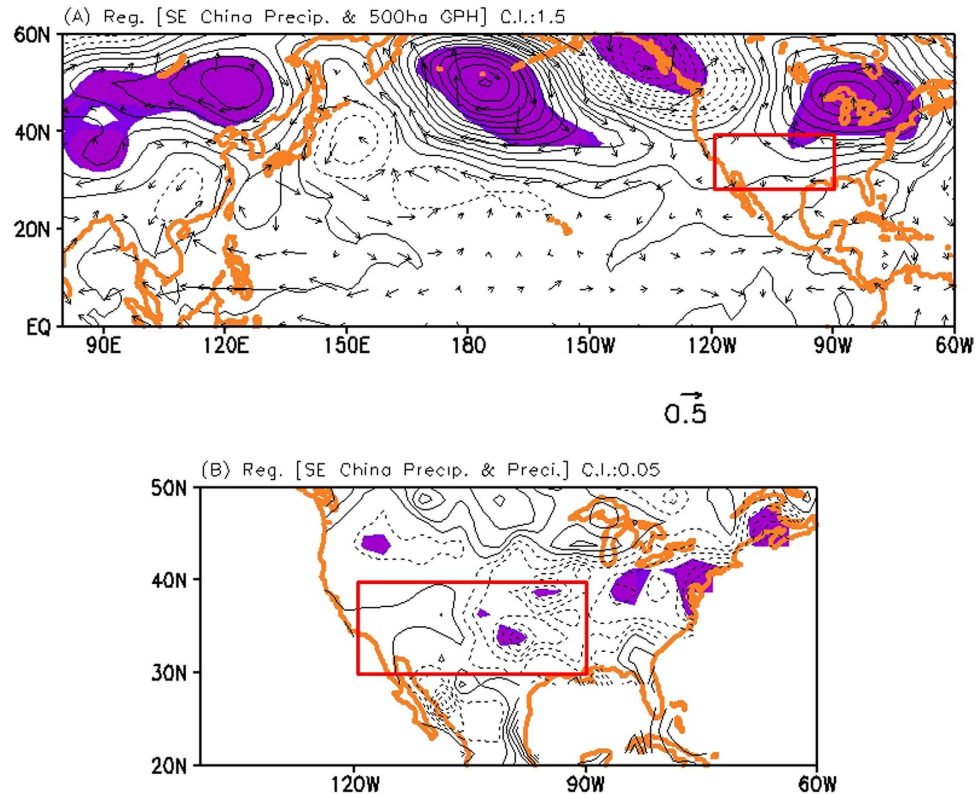 (A) Reg. [SE China Precip. & 500ha GPH] C.I.:1.5
60N
40N
20N
EQ
90E 120E 150E 180 150W 120W 90W 60W
0.5
(B) Reg. [SE China Precip. & Preci.] C.I.:0.05
50N
40N
30N
20N
120W 90W 60W